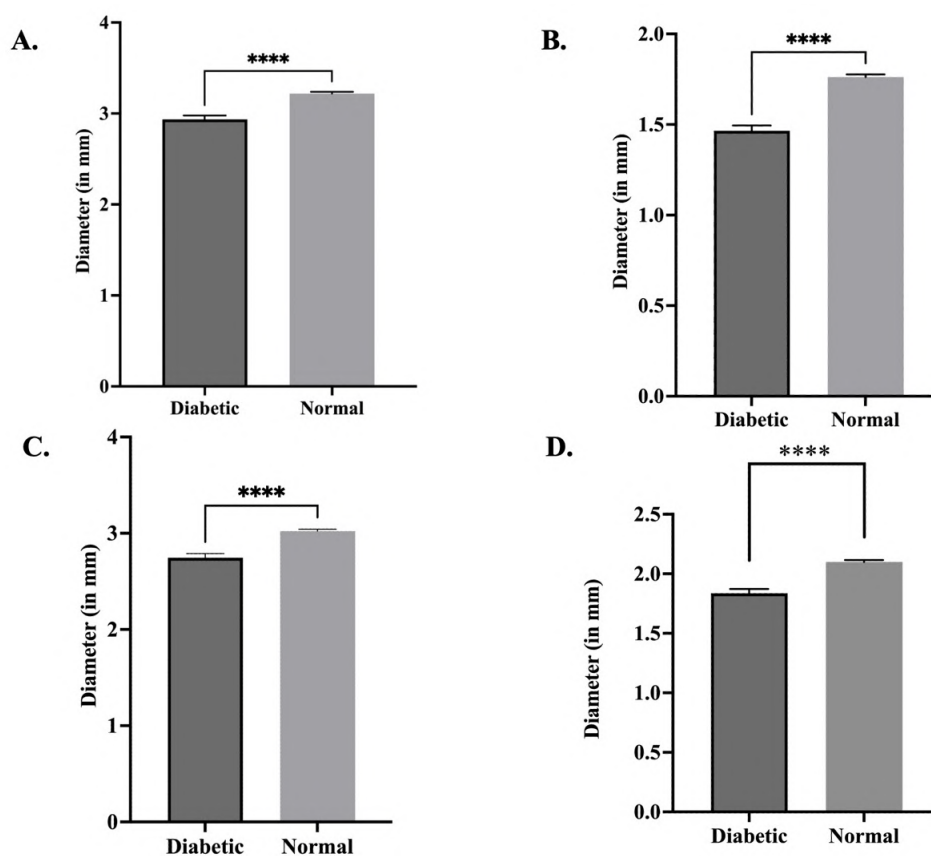 A.
****
Diameter (in mm)
4
3
2
1
0
Diabetic
Normal
B.
****
Diameter (in mm)
2.0
1.5
1.0
0.5
0.0
Diabetic
Normal
C.
****
Diameter (in mm)
4
3
2
1
0
Diabetic
Normal
D.
****
Diameter (in mm)
2.5
2.0
1.5
1.0
0.5
0.0
Diabetic
Normal